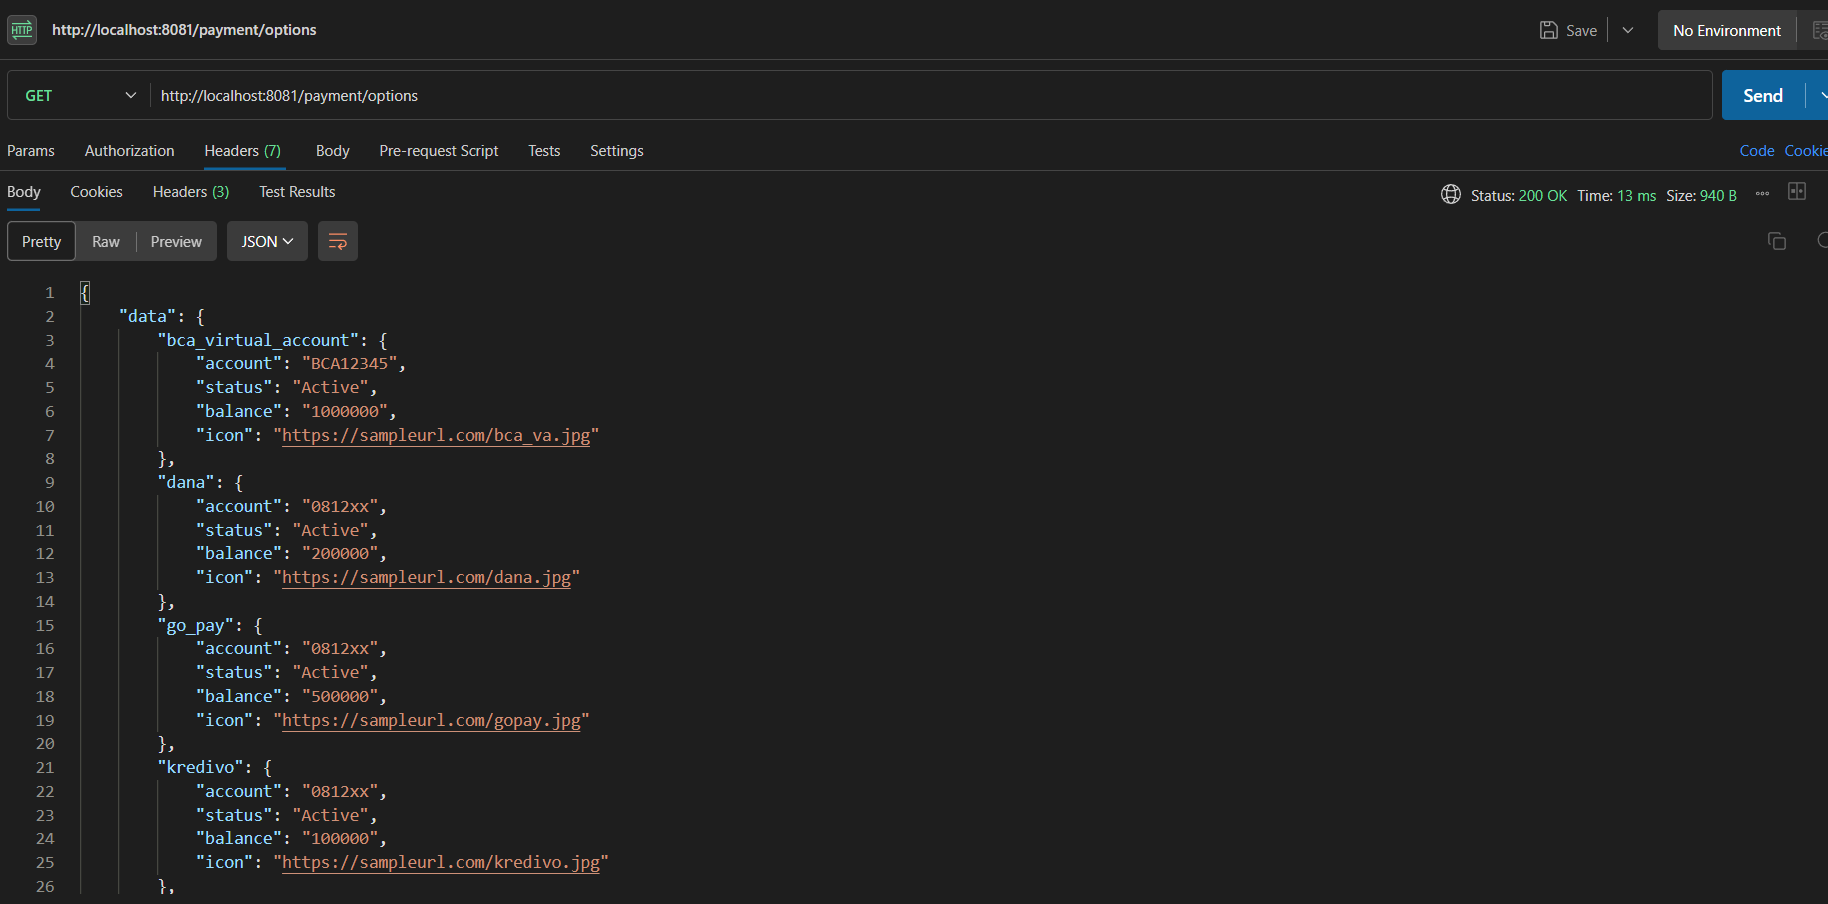 HTTP http://localhost:8081/payment/options Save No Environment
GET http://localhost:8081/payment/options Send
Params Authorization Headers (7) Body Pre-request Script Tests Settings Code Cookie
Body Cookies Headers (3) Test Results Status: 200 OK Time: 13 ms Size: 940 B
Pretty Raw Preview JSON
1 {
2 "data": {
3 "bca_virtual_account": {
4 "account": "BCA12345",
5 "status": "Active",
6 "balance": "1000000",
7 "icon": "https://sampleurl.com/bca_va.jpg"
8 },
9 "dana": {
10 "account": "0812xx",
11 "status": "Active",
12 "balance": "200000",
13 "icon": "https://sampleurl.com/dana.jpg"
14 },
15 "go_pay": {
16 "account": "0812xx",
17 "status": "Active",
18 "balance": "500000",
19 "icon": "https://sampleurl.com/gopay.jpg"
20 },
21 "kredivo": {
22 "account": "0812xx",
23 "status": "Active",
24 "balance": "100000",
25 "icon": "https://sampleurl.com/kredivo.jpg"
26 },